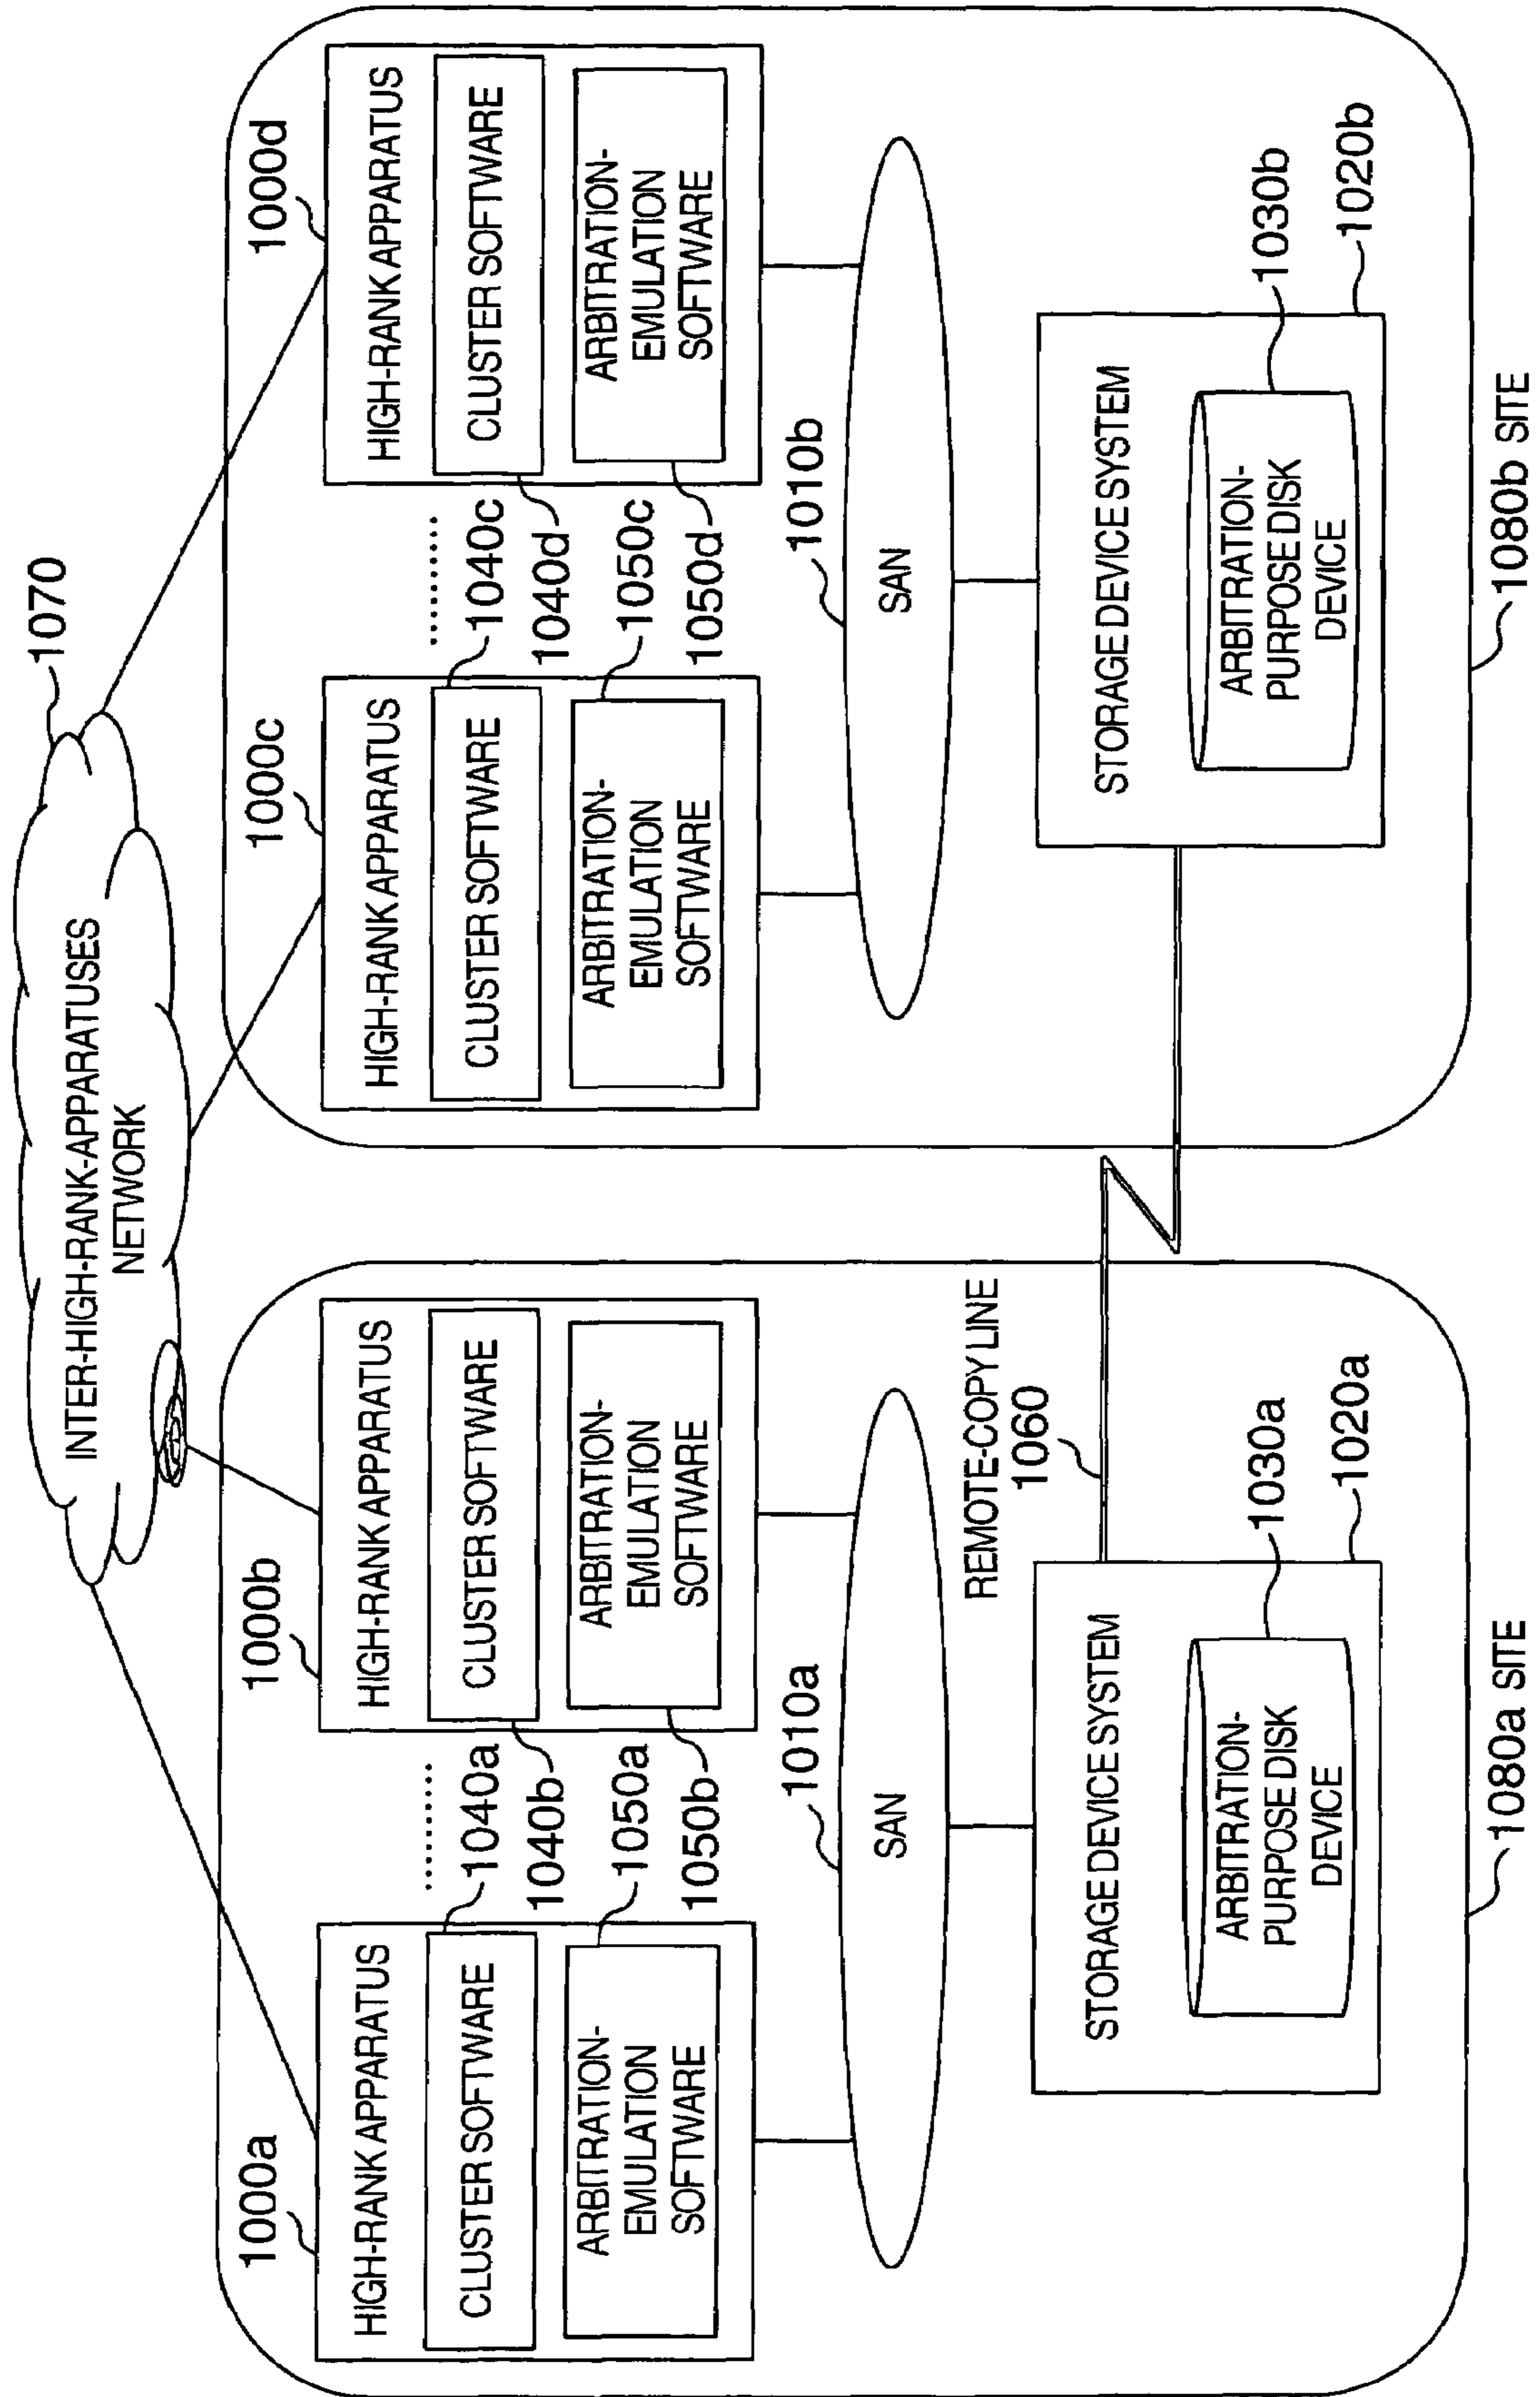 1070
INTER-HIGH-RANK-APPARATUSES
NETWORK
1000a
HIGH-RANK APPARATUS
CLUSTER SOFTWARE
ARBITRATION-
EMULATION
SOFTWARE
1040a
1040b
1050a
1050b
1000b
HIGH-RANK APPARATUS
CLUSTER SOFTWARE
ARBITRATION-
EMULATION
SOFTWARE
1010a
SAN
REMOTE-COPY LINE
1060
STORAGE DEVICE SYSTEM
ARBITRATION-
PURPOSE DISK
DEVICE
1030a
1020a
1080a SITE
1000c
HIGH-RANK APPARATUS
CLUSTER SOFTWARE
ARBITRATION-
EMULATION
SOFTWARE
1040c
1040d
1050c
1050d
1000d
HIGH-RANK APPARATUS
CLUSTER SOFTWARE
ARBITRATION-
EMULATION
SOFTWARE
1010b
SAN
STORAGE DEVICE SYSTEM
ARBITRATION-
PURPOSE DISK
DEVICE
1030b
1020b
1080b SITE